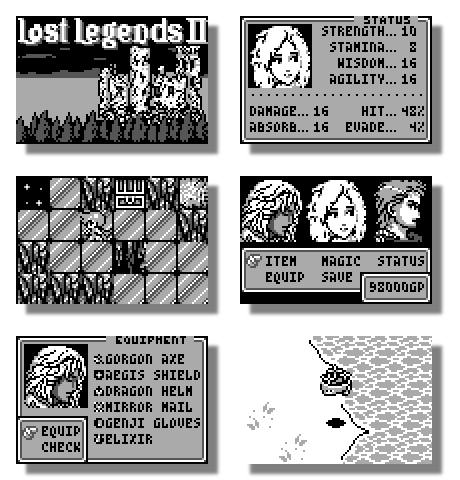 lost legends II
STATUS
STRENGTH... 10
STAMINA... 8
WISDOM... 16
AGILITY... 16
DAMAGE... 16 HIT... 48%
ABSORB... 16 EVADE... 4%
ITEM MAGIC STATUS
EQUIP SAVE
98000GP
EQUIPMENT
GORGON AXE
AEGIS SHIELD
DRAGON HELM
MIRROR MAIL
GENJI GLOVES
ELIXIR
EQUIP
CHECK